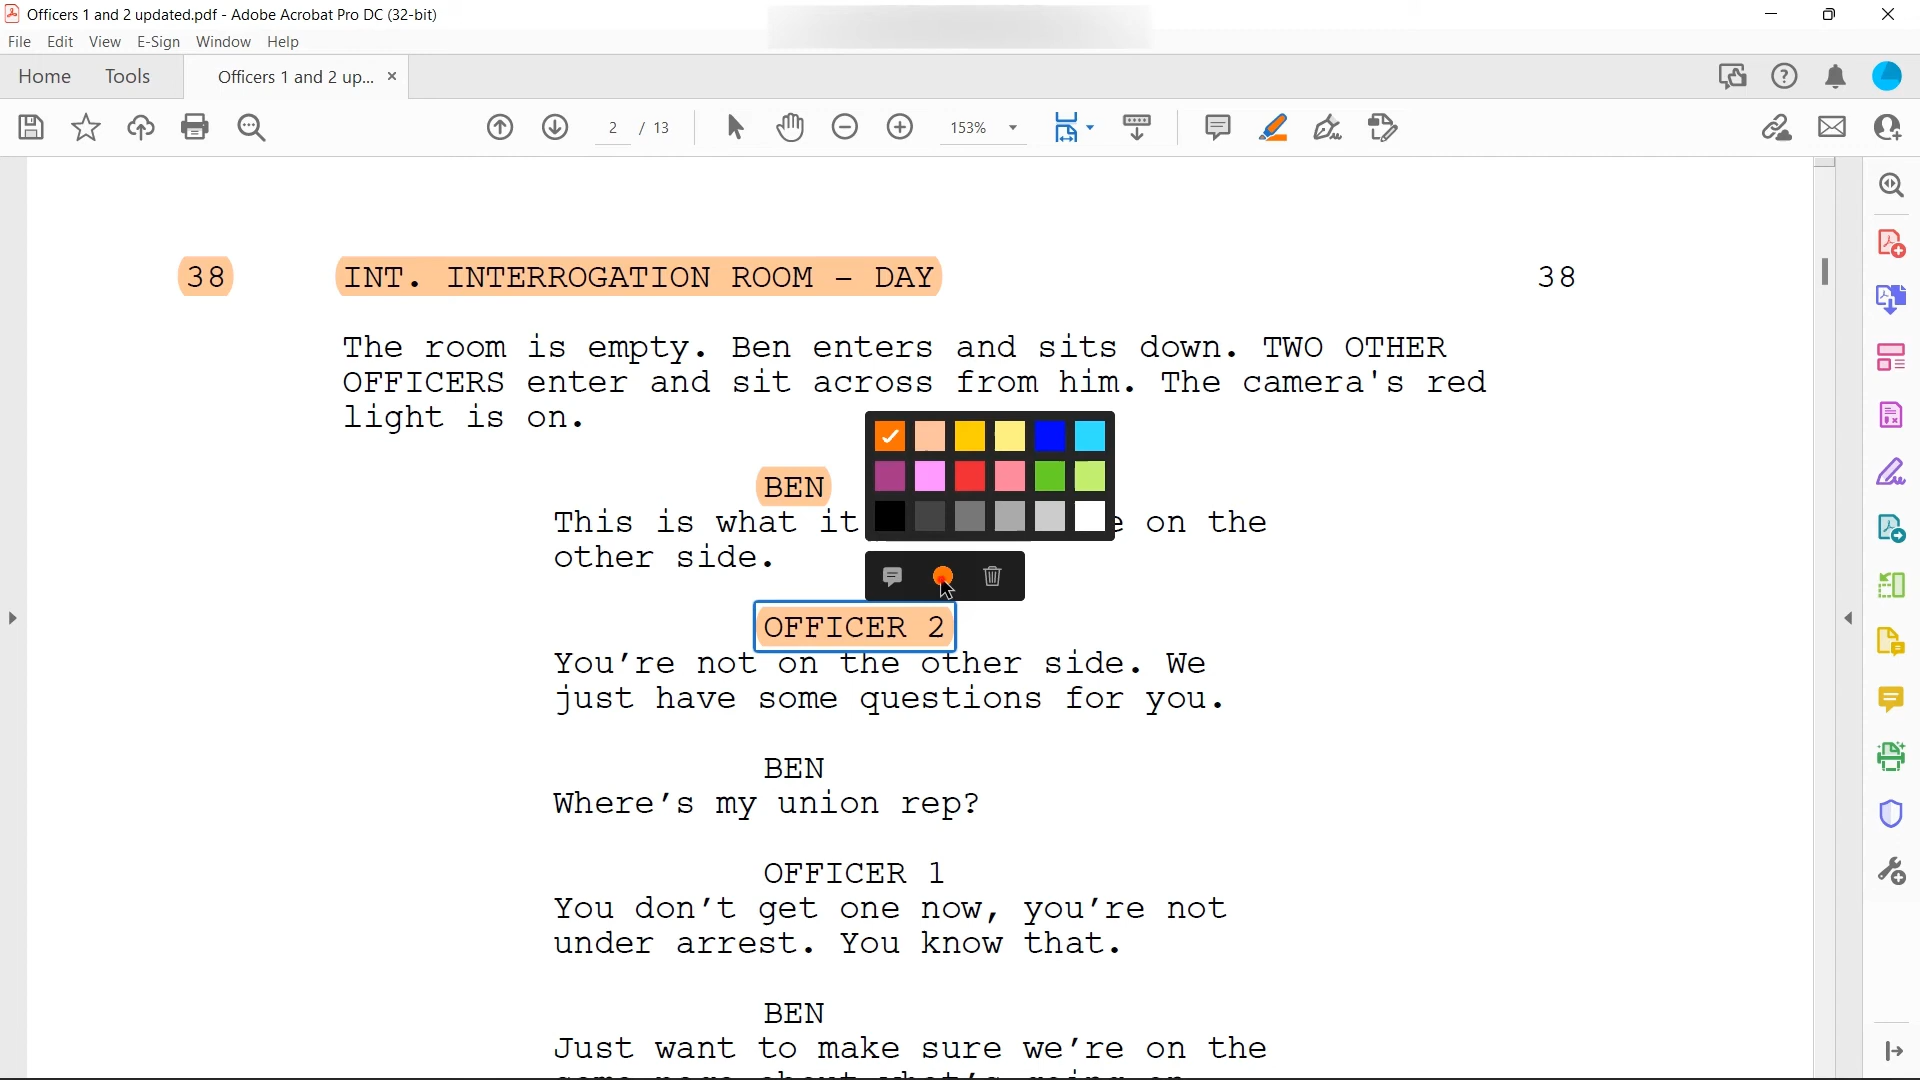 Officers 1 and 2 updated.pdf - Adobe Acrobat Pro DC (32-bit)
File Edit View E-Sign Window Help
Home Tools Officers 1 and 2 up... ×
2 / 13 153%
38 INT. INTERROGATION ROOM – DAY 38
The room is empty. Ben enters and sits down. TWO OTHER
OFFICERS enter and sit across from him. The camera's red
light is on.
BEN
This is what it on the
other side.
OFFICER 2
You’re not on the other side. We
just have some questions for you.
BEN
Where’s my union rep?
OFFICER 1
You don’t get one now, you’re not
under arrest. You know that.
BEN
Just want to make sure we’re on the